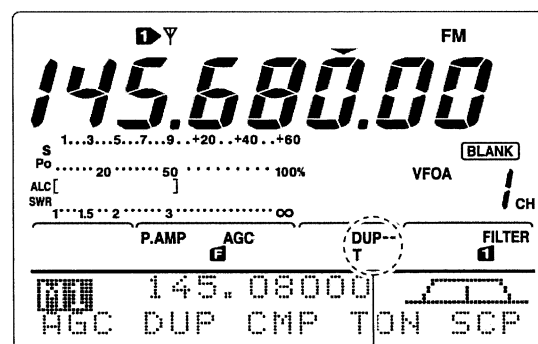 1 FM
145.680.00
S 1...3...5...7...9..+20..+40..+60
BLANK
Po 20 50 100%
VFOA 1 CH
ALC [ ]
SWR 1 1.5 2 3 ∞
P.AMP AGC DUP-- FILTER
F T 1
M1 145.08000
AGC DUP CMP TON SCP